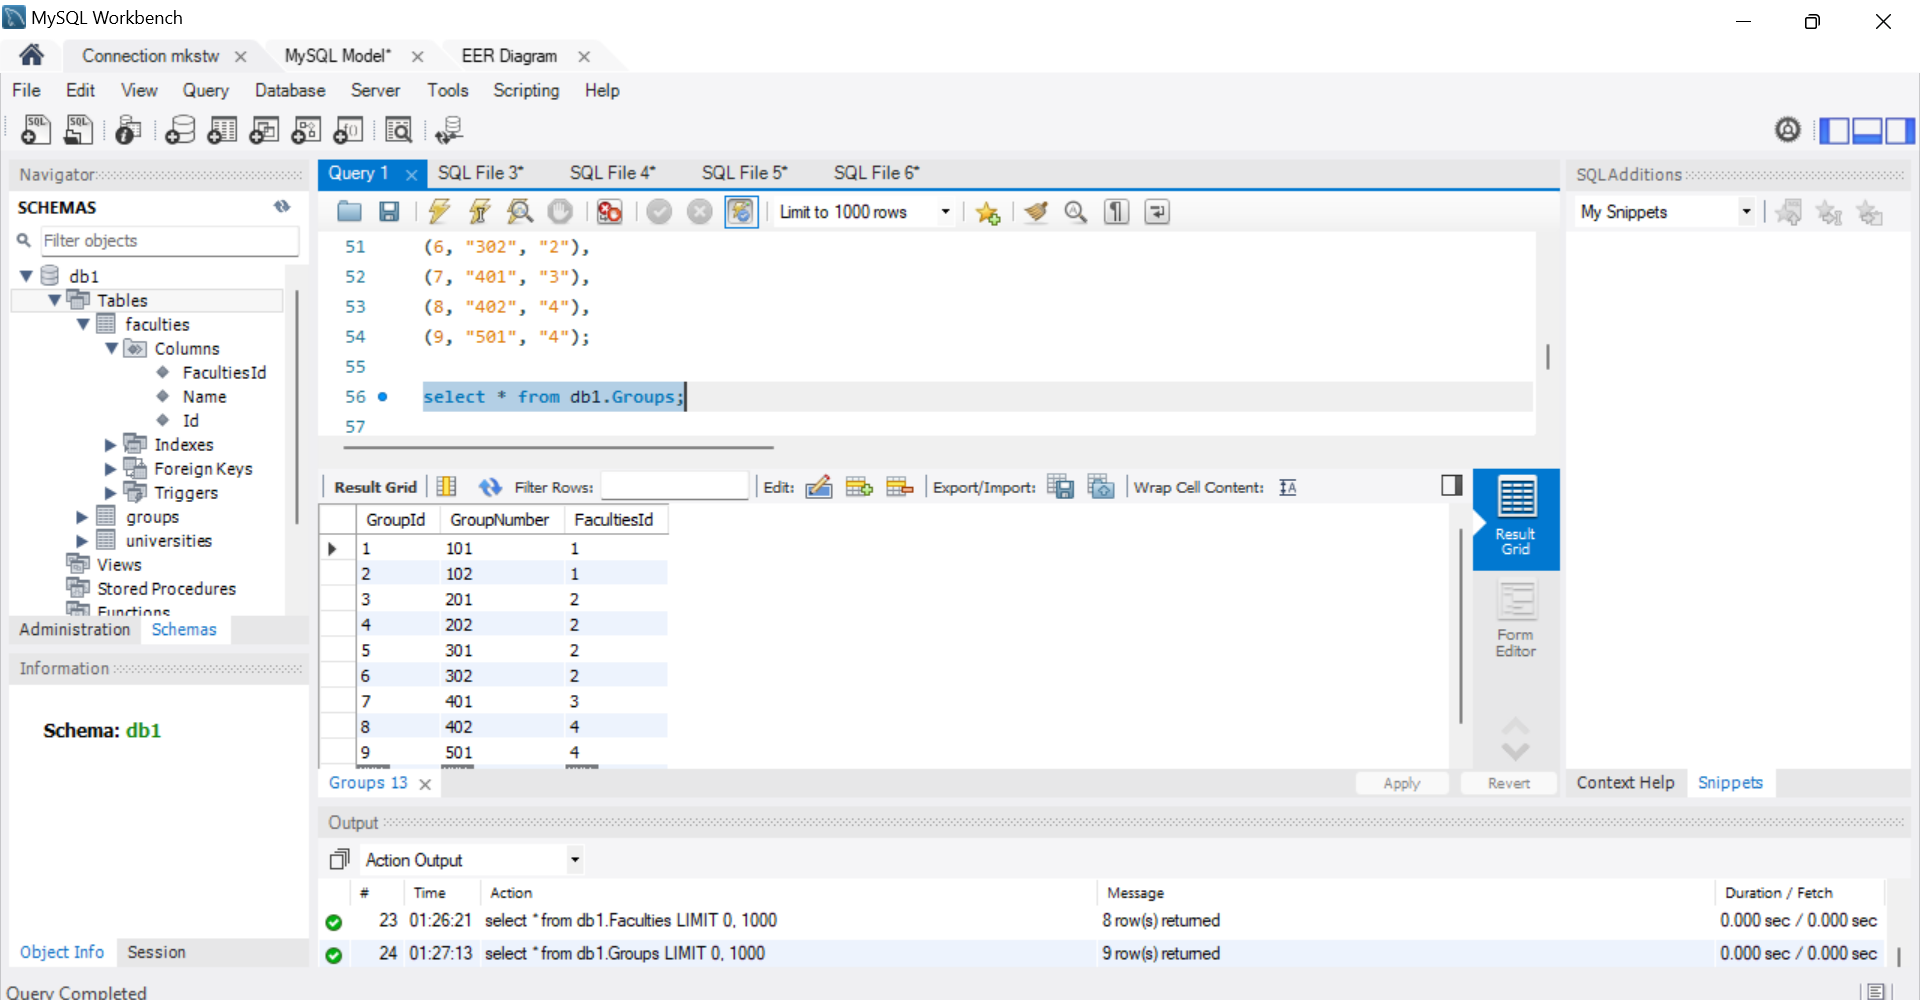 MySQL Workbench
Connection mkstw
MySQL Model*
EER Diagram
File Edit View Query Database Server Tools Scripting Help
Navigator
SCHEMAS
Filter objects
db1
Tables
faculties
Columns
FacultiesId
Name
Id
Indexes
Foreign Keys
Triggers
groups
universities
Views
Stored Procedures
Functions
Administration Schemas
Information
Schema: db1
Object Info Session
Query Completed
Query 1
SQL File 3*
SQL File 4*
SQL File 5*
SQL File 6*
Limit to 1000 rows
51 (6, "302", "2"),
52 (7, "401", "3"),
53 (8, "402", "4"),
54 (9, "501", "4");
55
56 select * from db1.Groups;
57
Result Grid Filter Rows: Edit: Export/Import: Wrap Cell Content:
GroupId GroupNumber FacultiesId
1 101 1
2 102 1
3 201 2
4 202 2
5 301 2
6 302 2
7 401 3
8 402 4
9 501 4
Result
Grid
Form
Editor
Groups 13
Apply
Revert
SQLAdditions
My Snippets
Context Help Snippets
Output
Action Output
# Time Action Message Duration / Fetch
23 01:26:21 select * from db1.Faculties LIMIT 0, 1000 8 row(s) returned 0.000 sec / 0.000 sec
24 01:27:13 select * from db1.Groups LIMIT 0, 1000 9 row(s) returned 0.000 sec / 0.000 sec